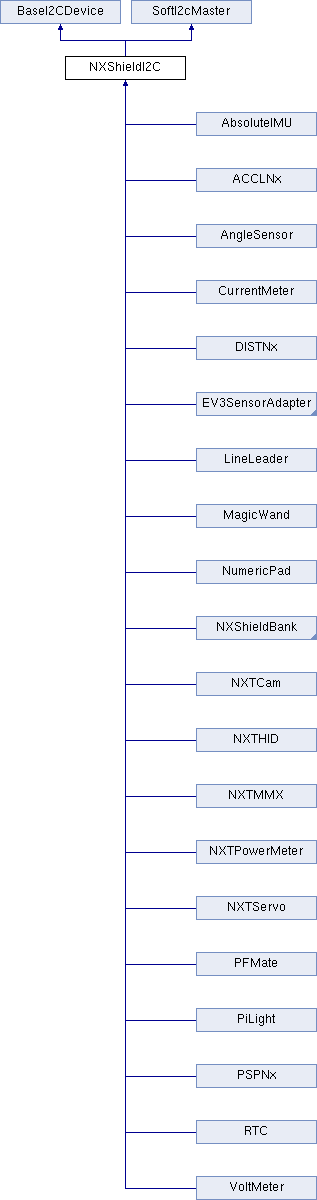 BaseI2CDevice
SoftI2cMaster
NXShieldI2C
AbsoluteIMU
ACCLNx
AngleSensor
CurrentMeter
DISTNx
EV3SensorAdapter
LineLeader
MagicWand
NumericPad
NXShieldBank
NXTCam
NXTHID
NXTMMX
NXTPowerMeter
NXTServo
PFMate
PiLight
PSPNx
RTC
VoltMeter